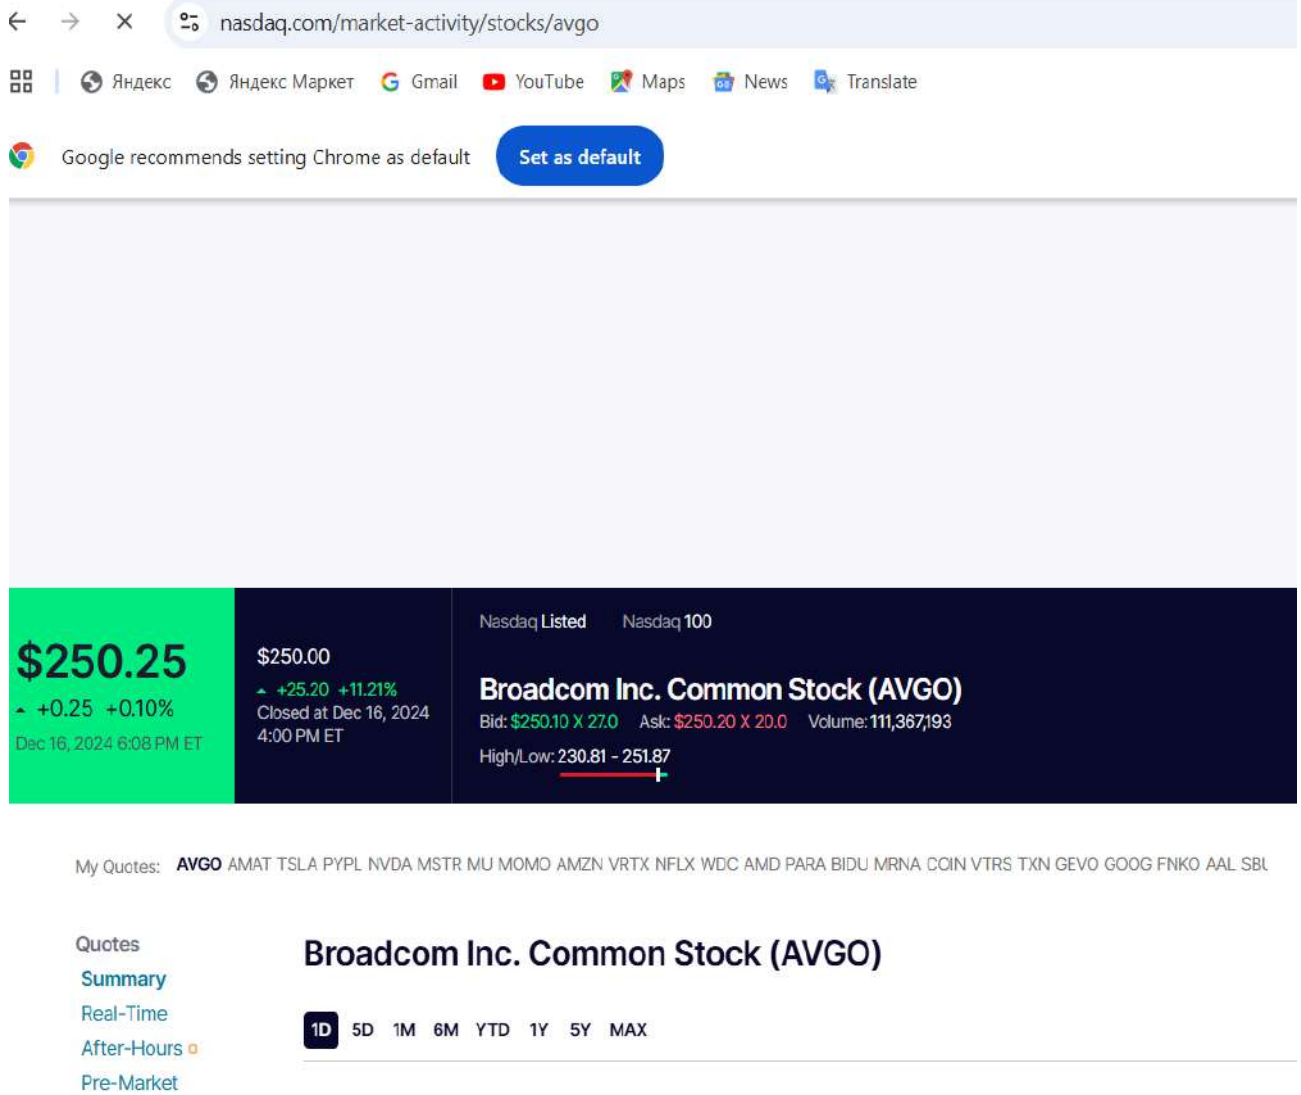 nasdaq.com/market-activity/stocks/avgo
Яндекс Яндекс Маркет Gmail YouTube Maps News Translate
Google recommends setting Chrome as default Set as default
$250.25
+0.25 +0.10%
Dec 16, 2024 6:08 PM ET
$250.00
+25.20 +11.21%
Closed at Dec 16, 2024
4:00 PM ET
Nasdaq Listed Nasdaq 100
Broadcom Inc. Common Stock (AVGO)
Bid: $250.10 X 27.0 Ask: $250.20 X 20.0 Volume: 111,367,193
High/Low: 230.81 - 251.87
My Quotes: AVGO AMAT TSLA PYPL NVDA MSTR MU MOMO AMZN VRTX NFLX WDC AMD PARA BIDU MRNA COIN VTRS TXN GEVO GOOG FNKO AAL SBU
Quotes
Summary
Real-Time
After-Hours
Pre-Market
Broadcom Inc. Common Stock (AVGO)
1D 5D 1M 6M YTD 1Y 5Y MAX